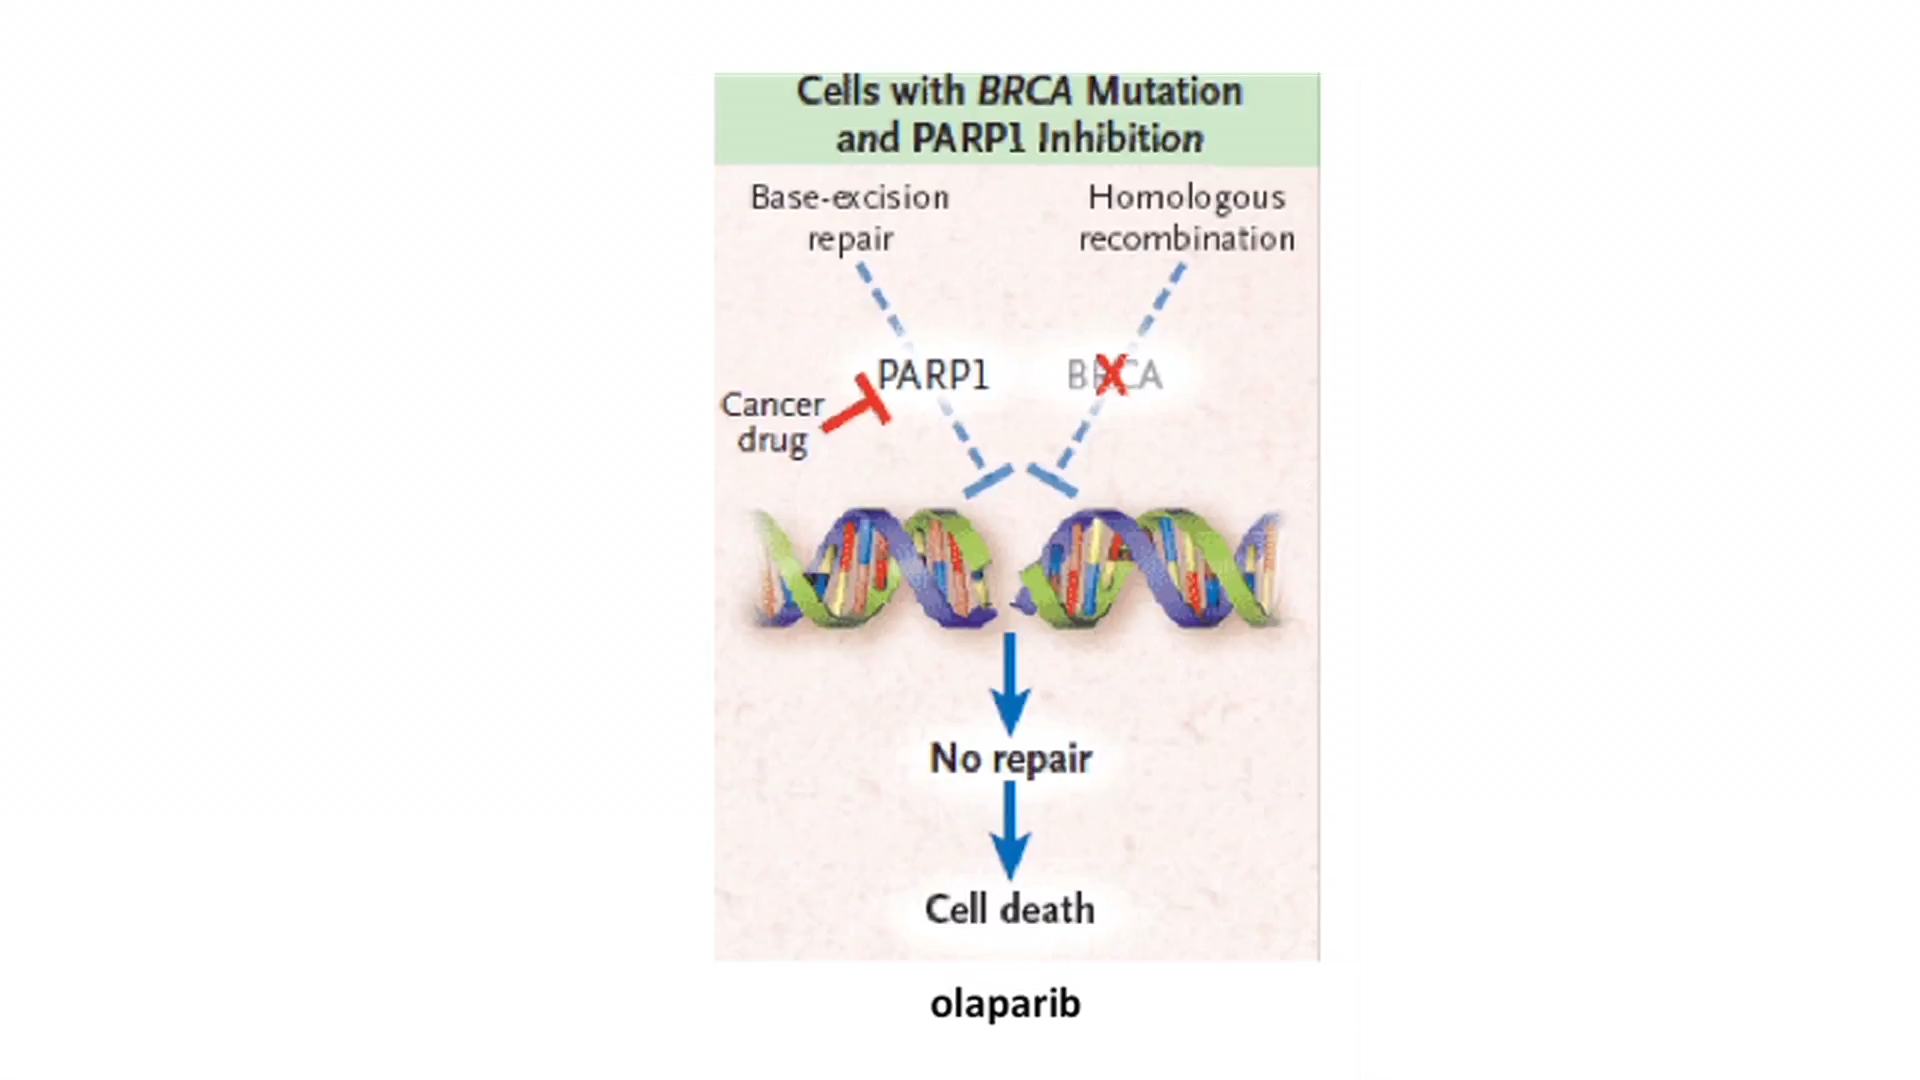 Cells with BRCA Mutation
and PARP1 Inhibition
Base-excision
repair
Homologous
recombination
PARP1
BRCA
Cancer
drug
No repair
Cell death
olaparib